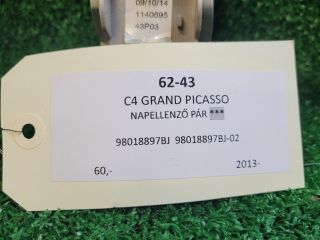 09/10/14
1140695
43P03
62-43
C4 GRAND PICASSO
NAPELLENZŐ PÁR ***
98018897BJ 98018897BJ-02
60,- 2013-